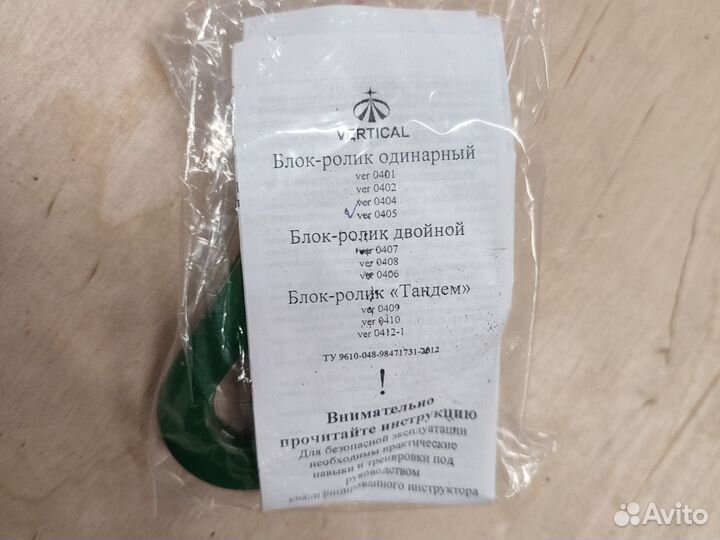 VERTICAL
Блок-ролик одинарный
ver 0401
ver 0402
ver 0404
ver 0405
Блок-ролик двойной
ver 0407
ver 0408
ver 0406
Блок-ролик «Тандем»
ver 0409
ver 0410
ver 0412-1
ТУ 9610-048-98471731-2012
!
Внимательно
прочитайте инструкцию
Для безопасной эксплуатации
необходимы практические
навыки и тренировки под
руководством
квалифицированного инструктора
Avito